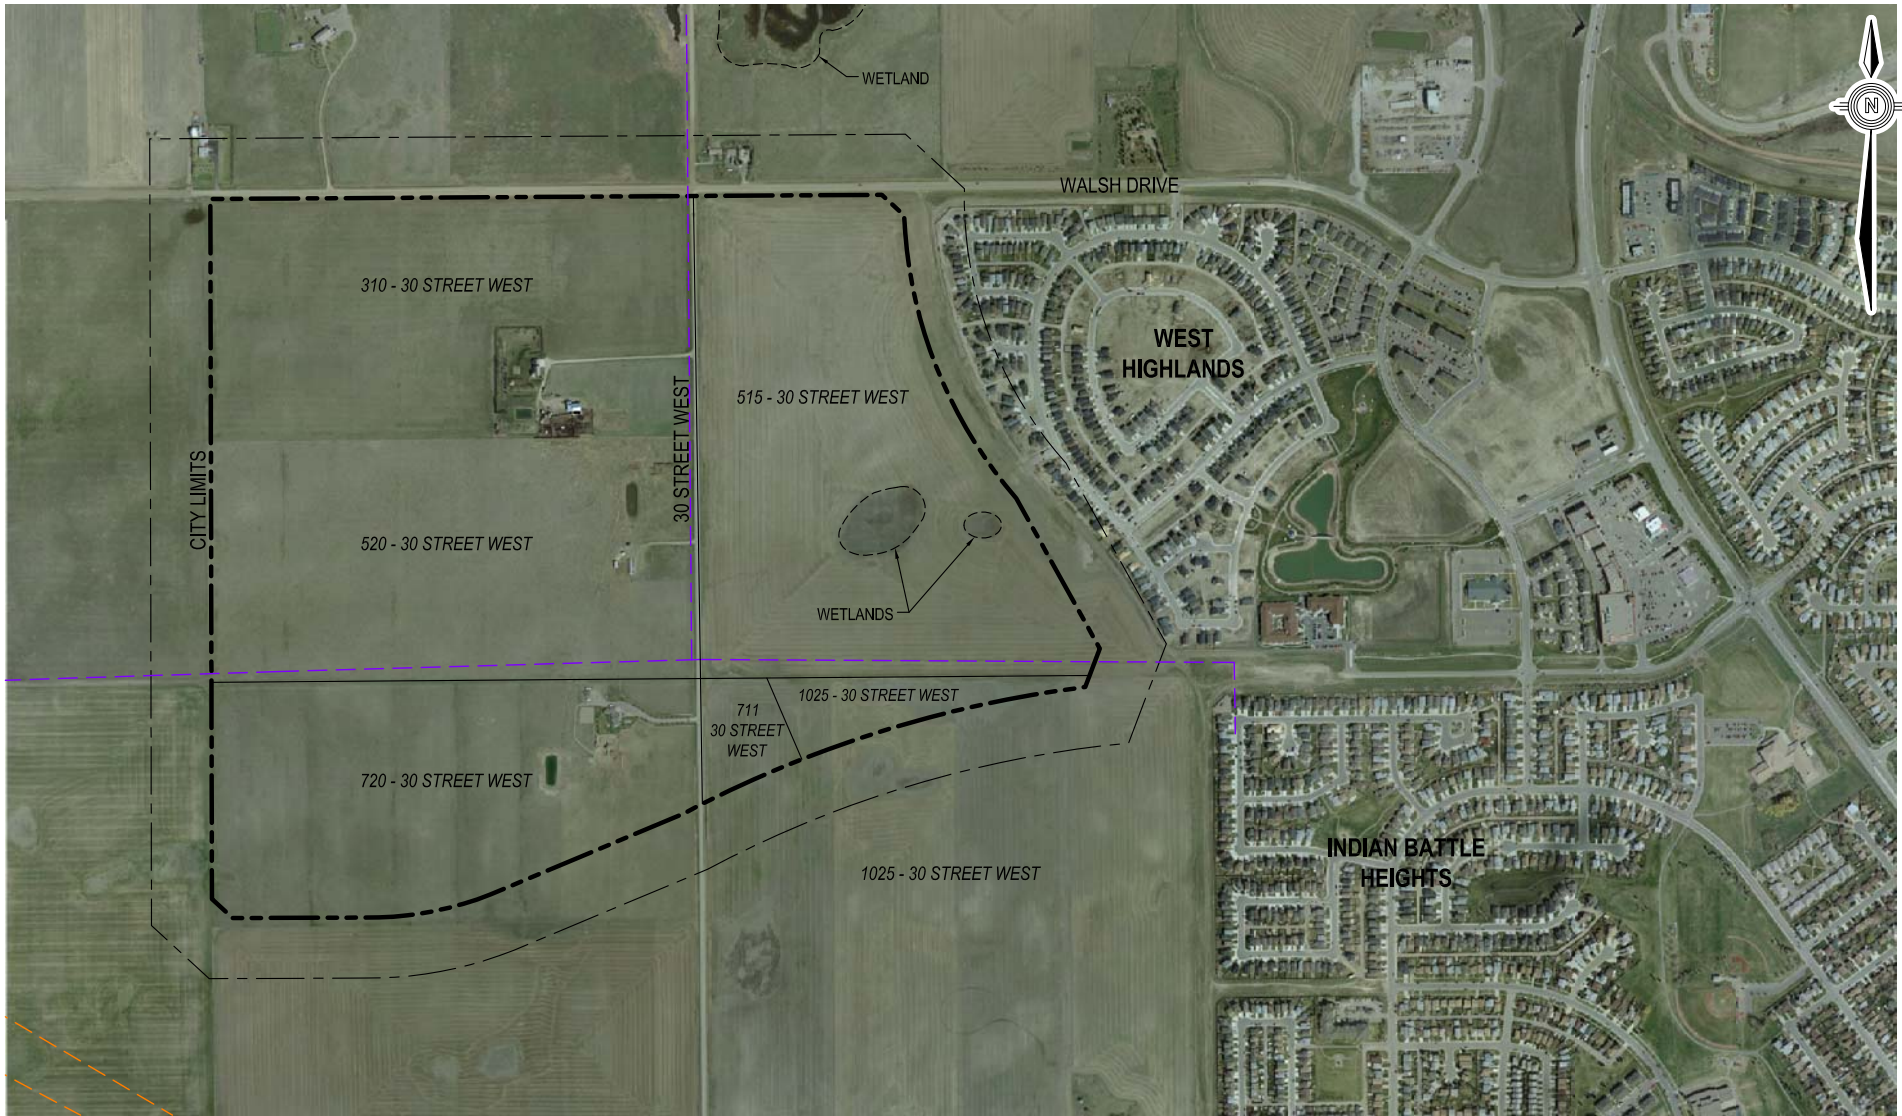 WETLAND
N
WALSH DRIVE
310 - 30 STREET WEST
WEST
HIGHLANDS
515 - 30 STREET WEST
30 STREET WEST
CITY LIMITS
520 - 30 STREET WEST
WETLANDS
1025 - 30 STREET WEST
711
30 STREET
WEST
720 - 30 STREET WEST
1025 - 30 STREET WEST
INDIAN BATTLE
HEIGHTS